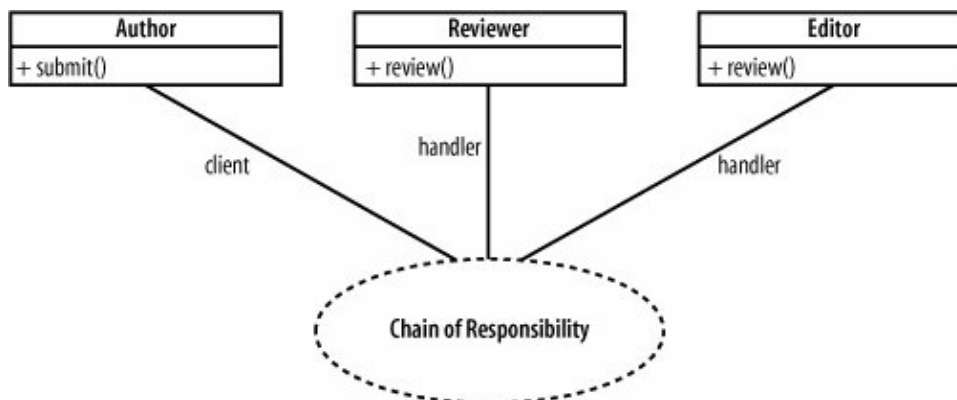 Author
+ submit()
Reviewer
+ review()
Editor
+ review()
client
handler
handler
Chain of Responsibility